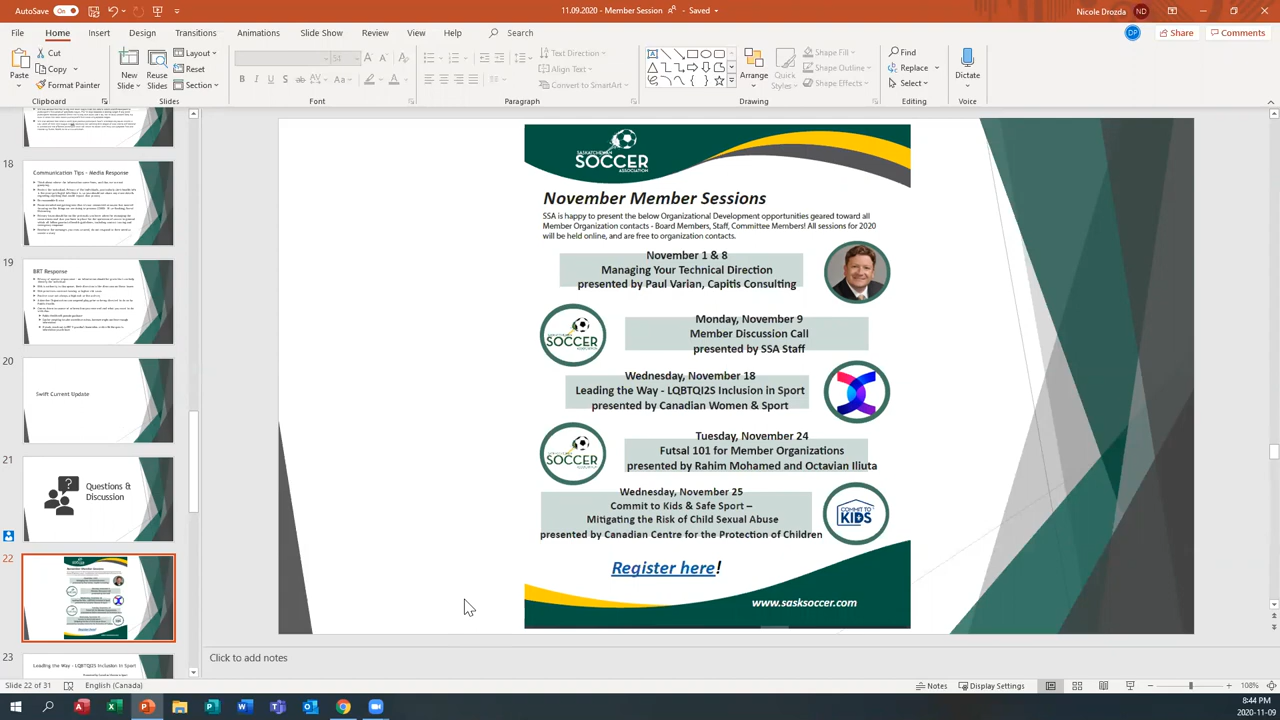 AutoSave On 11.09.2020 - Member Session - Saved Nicole Drozda ND
File Home Insert Design Transitions Animations Slide Show Review View Help Search DP Share Comments
Paste Cut Copy Format Painter
New Slides Reuse Slides Layout Reset Section
Text Direction Align Text Convert to SmartArt
Arrange Quick Styles Shape Fill Shape Outline Shape Effects
Find Replace Select Dictate
Clipboard Slides Font Paragraph Drawing Editing Voice
18
Communication Tips - Media Response
19
BRT Response
20
Swift Current Update
21
Questions &
Discussion
22
23
Leading the Way - LQBTQI2S Inclusion in Sport
SASKATCHEWAN
SOCCER
ASSOCIATION
November Member Sessions
SSA is happy to present the below Organizational Development opportunities geared toward all
Member Organization contacts - Board Members, Staff, Committee Members! All sessions for 2020
will be held online, and are free to organization contacts.
November 1 & 8
Managing Your Technical Direction
presented by Paul Varian, Capitis Consulting
SOCCER
Monday, November 9
Member Discussion Call
presented by SSA Staff
Wednesday, November 18
Leading the Way - LQBTQI2S Inclusion in Sport
presented by Canadian Women & Sport
SOCCER
Tuesday, November 24
Futsal 101 for Member Organizations
presented by Rahim Mohamed and Octavian Iliuta
Wednesday, November 25
Commit to Kids & Safe Sport –
Mitigating the Risk of Child Sexual Abuse
presented by Canadian Centre for the Protection of Children
COMMIT TO
KIDS
Register here!
www.sasksoccer.com
Click to add notes
Slide 22 of 31 English (Canada) Notes Display Settings 108%
8:44 PM
2020-11-09